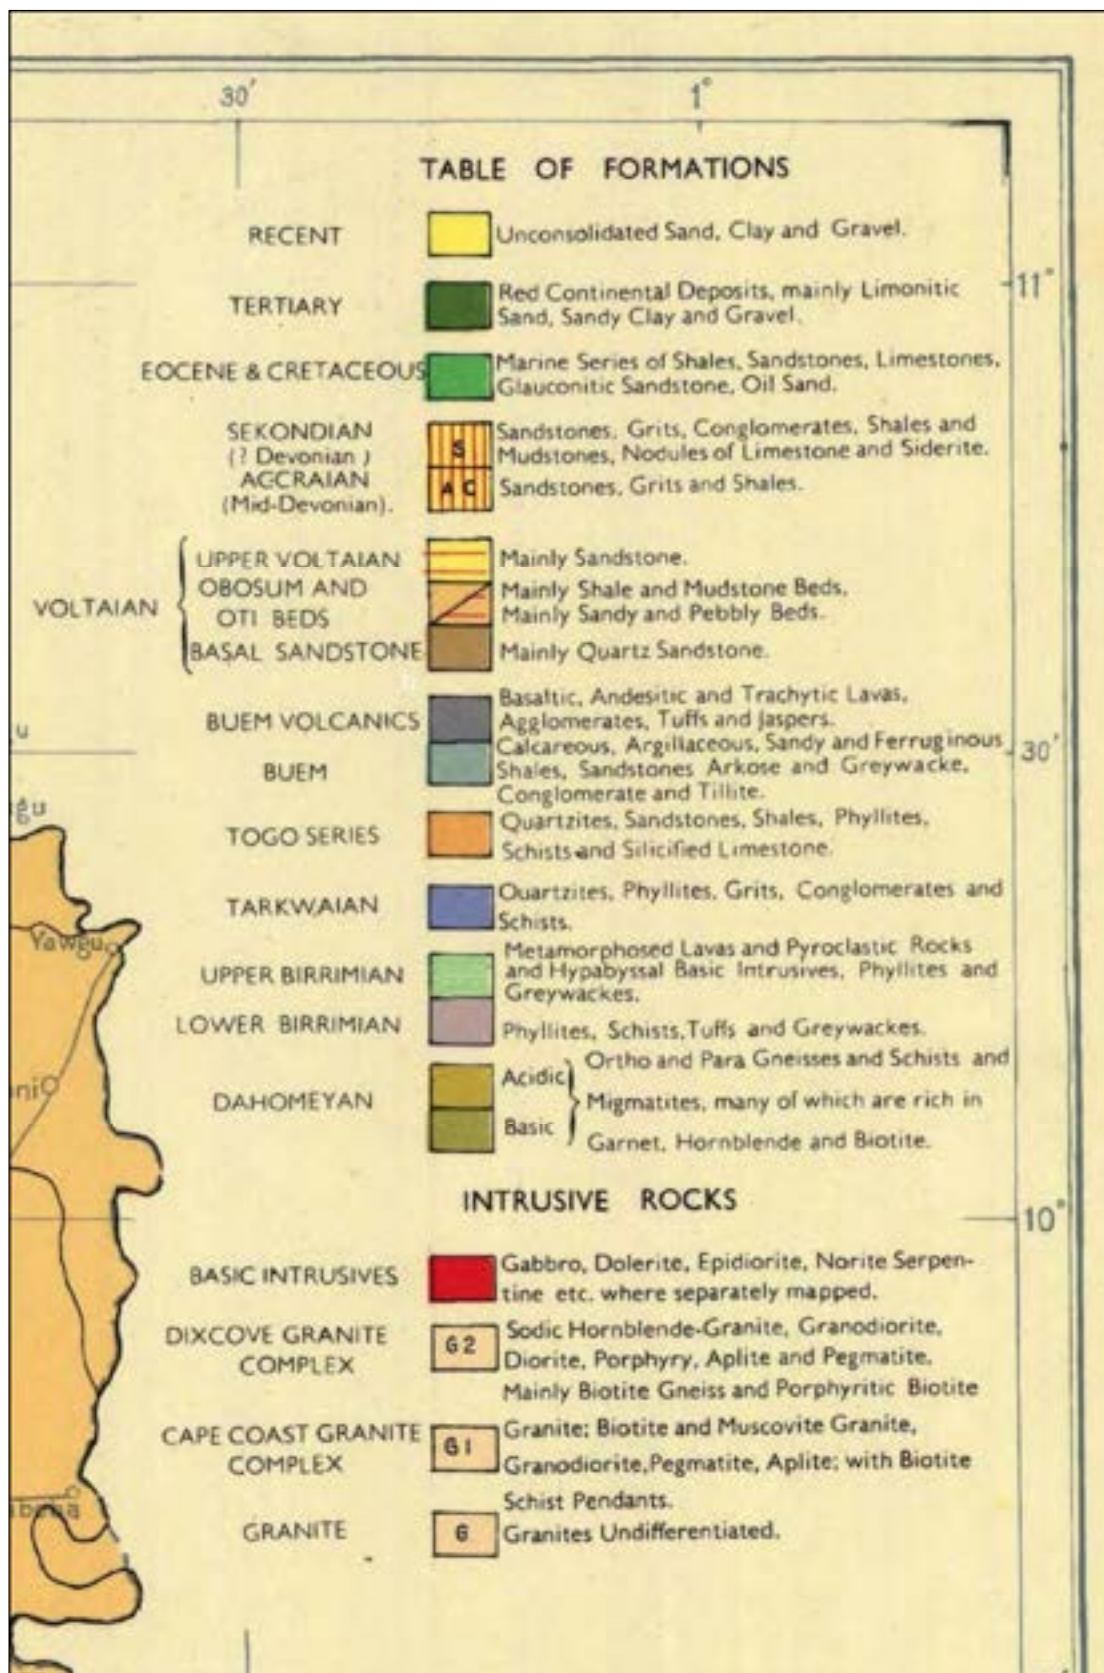 30′ 1°
TABLE OF FORMATIONS
RECENT Unconsolidated Sand, Clay and Gravel.
11°
TERTIARY Red Continental Deposits, mainly Limonitic
Sand, Sandy Clay and Gravel.
EOCENE & CRETACEOUS Marine Series of Shales, Sandstones, Limestones,
Glauconitic Sandstone, Oil Sand.
SEKONDIAN S Sandstones, Grits, Conglomerates, Shales and
(? Devonian) Mudstones, Nodules of Limestone and Siderite.
ACCRAIAN A C Sandstones, Grits and Shales.
(Mid-Devonian).
UPPER VOLTAIAN Mainly Sandstone.
OBOSUM AND Mainly Shale and Mudstone Beds,
VOLTAIAN OTI BEDS Mainly Sandy and Pebbly Beds.
BASAL SANDSTONE Mainly Quartz Sandstone.
Basaltic, Andesitic and Trachytic Lavas,
BUEM VOLCANICS Agglomerates, Tuffs and Jaspers.
u Calcareous, Argillaceous, Sandy and Ferruginous 30′
BUEM Shales, Sandstones Arkose and Greywacke,
Conglomerate and Tillite.
gu
TOGO SERIES Quartzites, Sandstones, Shales, Phyllites,
Schists and Silicified Limestone.
TARKWAIAN Quartzites, Phyllites, Grits, Conglomerates and
Schists.
Yawgu
Metamorphosed Lavas and Pyroclastic Rocks
UPPER BIRRIMIAN and Hypabyssal Basic Intrusives, Phyllites and
Greywackes.
LOWER BIRRIMIAN Phyllites, Schists, Tuffs and Greywackes.
Acidic Ortho and Para Gneisses and Schists and
ni
DAHOMEYAN Migmatites, many of which are rich in
Basic Garnet, Hornblende and Biotite.
INTRUSIVE ROCKS
10°
BASIC INTRUSIVES Gabbro, Dolerite, Epidiorite, Norite Serpen-
tine etc. where separately mapped.
DIXCOVE GRANITE G2 Sodic Hornblende-Granite, Granodiorite,
COMPLEX Diorite, Porphyry, Aplite and Pegmatite.
Mainly Biotite Gneiss and Porphyritic Biotite
CAPE COAST GRANITE G1 Granite; Biotite and Muscovite Granite,
COMPLEX Granodiorite, Pegmatite, Aplite; with Biotite
Schist Pendants.
GRANITE G Granites Undifferentiated.